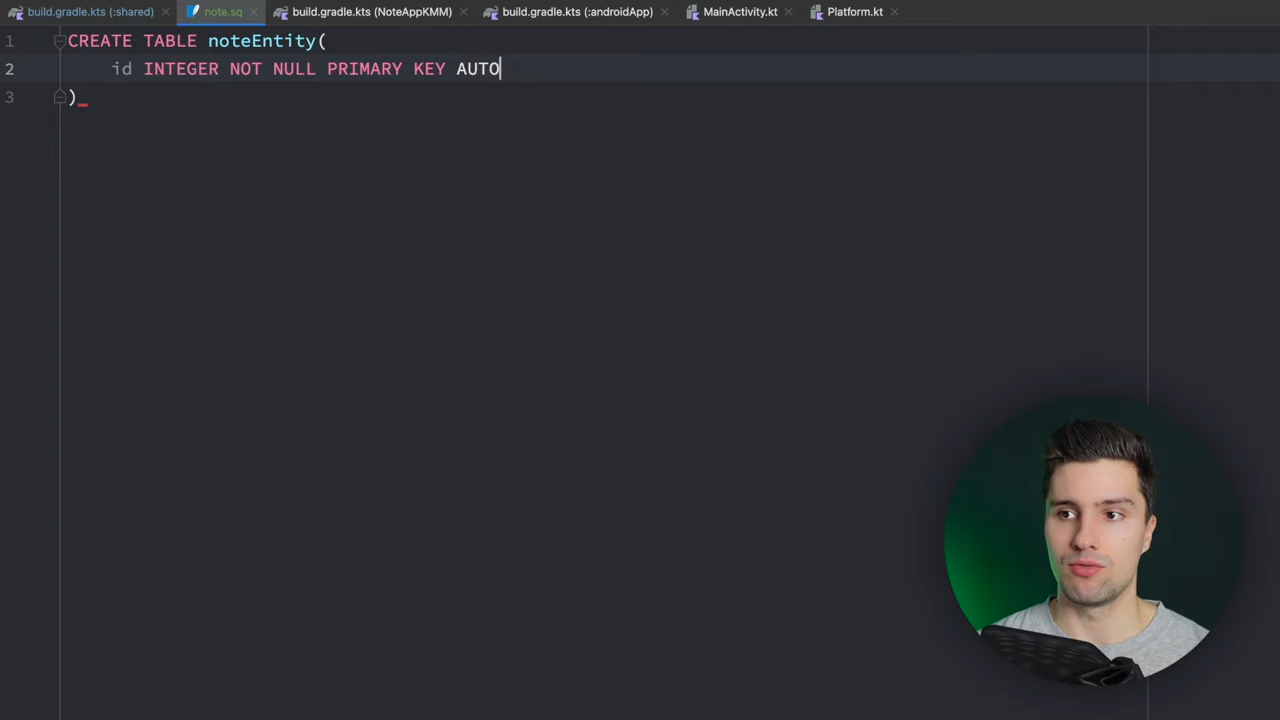 build.gradle.kts (:shared) note.sq build.gradle.kts (NoteAppKMM) build.gradle.kts (:androidApp) MainActivity.kt Platform.kt
1 CREATE TABLE noteEntity(
2 id INTEGER NOT NULL PRIMARY KEY AUTO
3 )